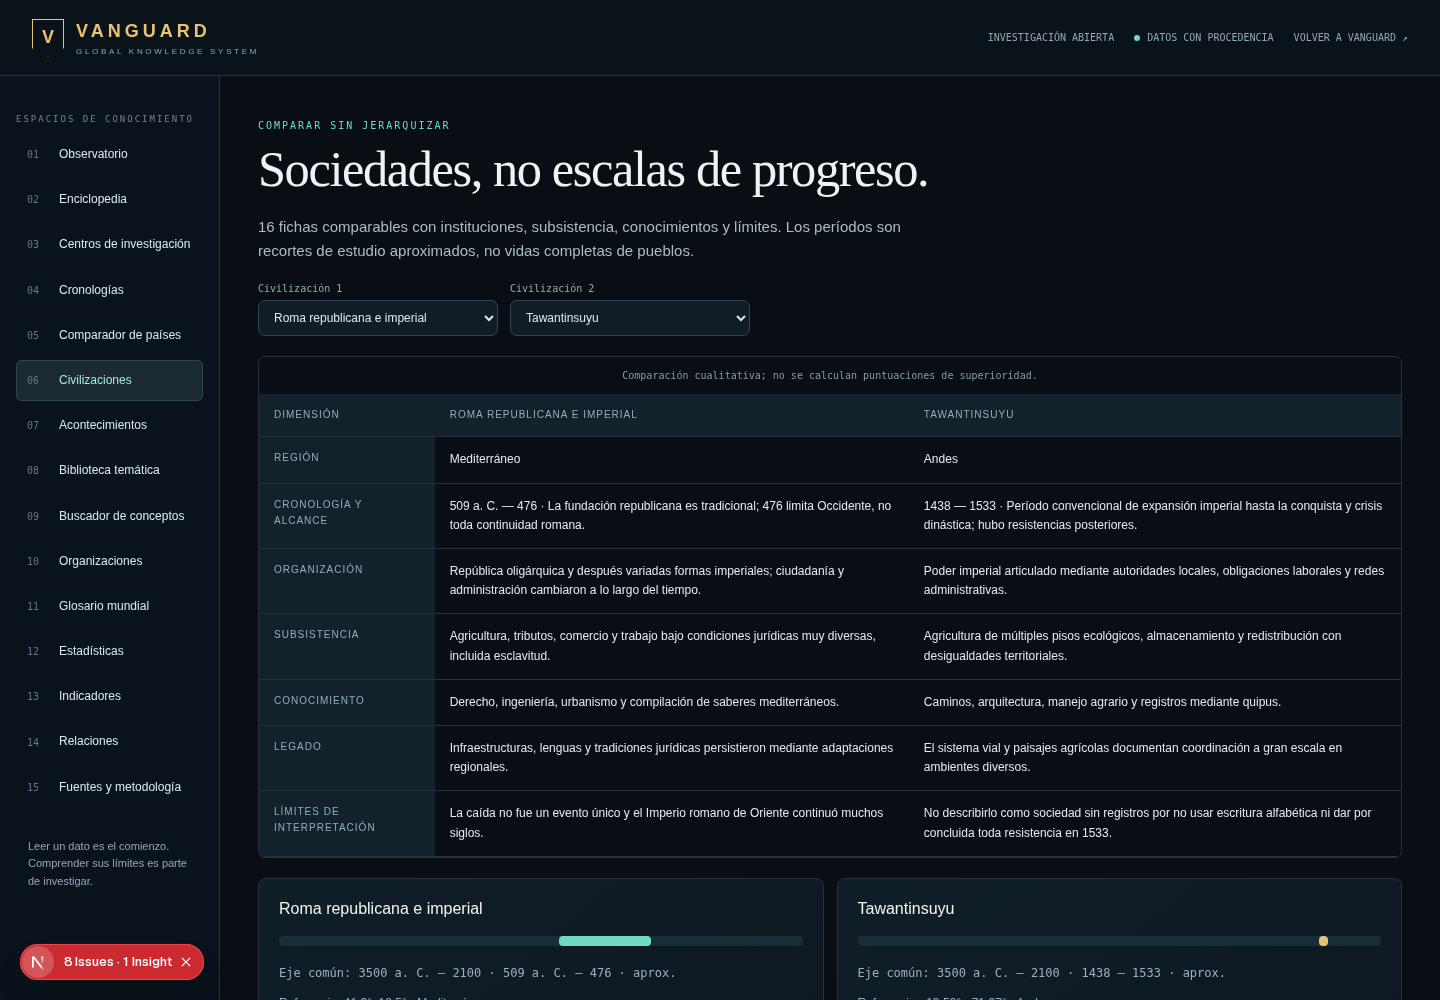 V
VANGUARD
GLOBAL KNOWLEDGE SYSTEM
INVESTIGACIÓN ABIERTA
DATOS CON PROCEDENCIA
VOLVER A VANGUARD ↗
ESPACIOS DE CONOCIMIENTO
01 Observatorio
02 Enciclopedia
03 Centros de investigación
04 Cronologías
05 Comparador de países
06 Civilizaciones
07 Acontecimientos
08 Biblioteca temática
09 Buscador de conceptos
10 Organizaciones
11 Glosario mundial
12 Estadísticas
13 Indicadores
14 Relaciones
15 Fuentes y metodología
Leer un dato es el comienzo.
Comprender sus límites es parte
de investigar.
8 Issues · 1 Insight
COMPARAR SIN JERARQUIZAR
Sociedades, no escalas de progreso.
16 fichas comparables con instituciones, subsistencia, conocimientos y límites. Los períodos son
recortes de estudio aproximados, no vidas completas de pueblos.
Civilización 1
Civilización 2
Roma republicana e imperial
Tawantinsuyu
Comparación cualitativa; no se calculan puntuaciones de superioridad.
DIMENSIÓN
ROMA REPUBLICANA E IMPERIAL
TAWANTINSUYU
REGIÓN
Mediterráneo
Andes
CRONOLOGÍA Y
ALCANCE
509 a. C. — 476 · La fundación republicana es tradicional; 476 limita Occidente, no
toda continuidad romana.
1438 — 1533 · Período convencional de expansión imperial hasta la conquista y crisis
dinástica; hubo resistencias posteriores.
ORGANIZACIÓN
República oligárquica y después variadas formas imperiales; ciudadanía y
administración cambiaron a lo largo del tiempo.
Poder imperial articulado mediante autoridades locales, obligaciones laborales y redes
administrativas.
SUBSISTENCIA
Agricultura, tributos, comercio y trabajo bajo condiciones jurídicas muy diversas,
incluida esclavitud.
Agricultura de múltiples pisos ecológicos, almacenamiento y redistribución con
desigualdades territoriales.
CONOCIMIENTO
Derecho, ingeniería, urbanismo y compilación de saberes mediterráneos.
Caminos, arquitectura, manejo agrario y registros mediante quipus.
LEGADO
Infraestructuras, lenguas y tradiciones jurídicas persistieron mediante adaptaciones
regionales.
El sistema vial y paisajes agrícolas documentan coordinación a gran escala en
ambientes diversos.
LÍMITES DE
INTERPRETACIÓN
La caída no fue un evento único y el Imperio romano de Oriente continuó muchos
siglos.
No describirlo como sociedad sin registros por no usar escritura alfabética ni dar por
concluida toda resistencia en 1533.
Roma republicana e imperial
Eje común: 3500 a. C. — 2100 · 509 a. C. — 476 · aprox.
Tawantinsuyu
Eje común: 3500 a. C. — 2100 · 1438 — 1533 · aprox.